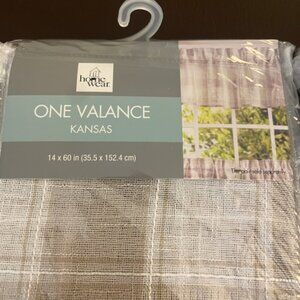 home
wear.
ONE VALANCE
KANSAS
14 x 60 in (35.5 x 152.4 cm)